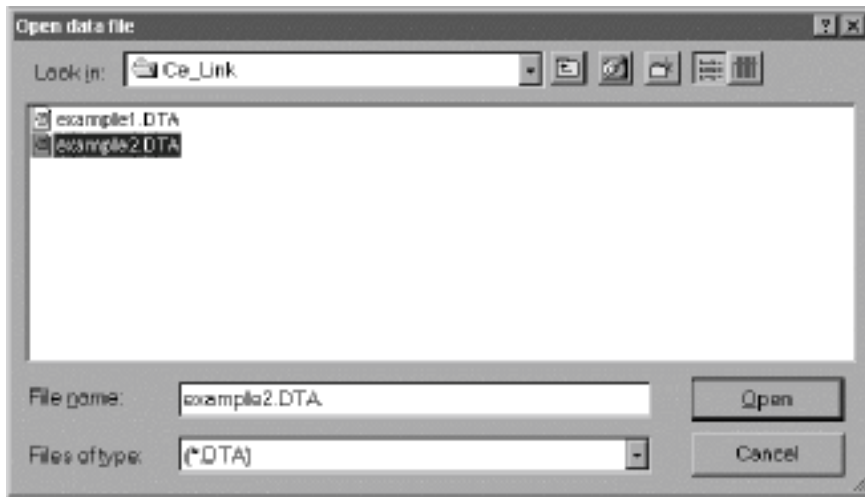 Open data file
Look in: Ce_Link
example1.DTA
example2.DTA
File name: example2.DTA
Open
Files of type: (*.DTA)
Cancel